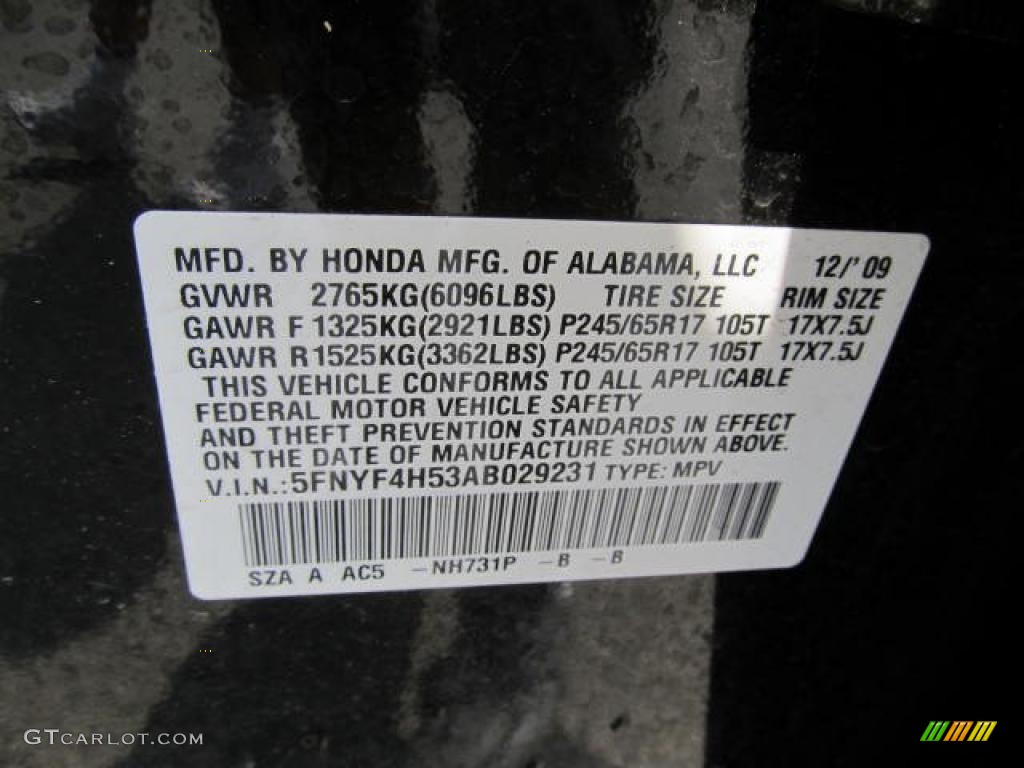 MFD. BY HONDA MFG. OF ALABAMA, LLC 12/'09
GVWR 2765KG(6096LBS) TIRE SIZE RIM SIZE
GAWR F 1325KG(2921LBS) P245/65R17 105T 17X7.5J
GAWR R 1525KG(3362LBS) P245/65R17 105T 17X7.5J
THIS VEHICLE CONFORMS TO ALL APPLICABLE
FEDERAL MOTOR VEHICLE SAFETY
AND THEFT PREVENTION STANDARDS IN EFFECT
ON THE DATE OF MANUFACTURE SHOWN ABOVE.
V.I.N.:5FNYF4H53AB029231 TYPE: MPV
SZA A AC5 -NH731P -B -B
GTCARLOT.COM